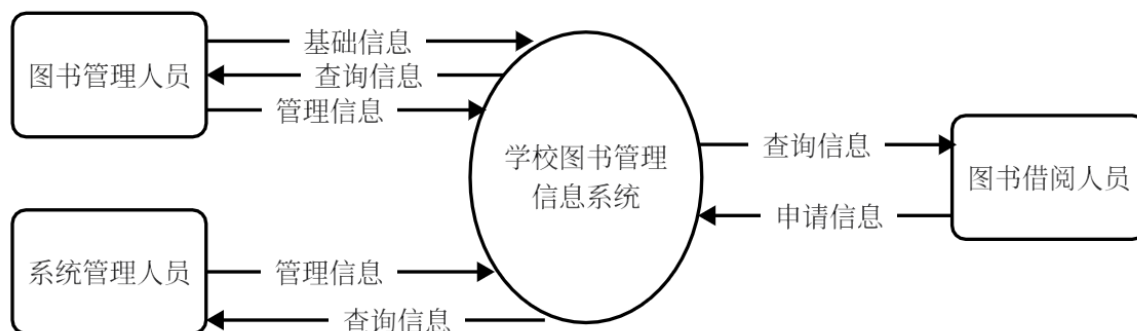 基础信息
图书管理人员
查询信息
管理信息
学校图书管理
信息系统
查询信息
图书借阅人员
申请信息
系统管理人员
管理信息
查询信息